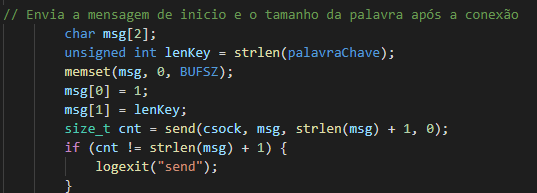 // Envia a mensagem de inicio e o tamanho da palavra após a conexão
char msg[2];
unsigned int lenKey = strlen(palavraChave);
memset(msg, 0, BUFSZ);
msg[0] = 1;
msg[1] = lenKey;
size_t cnt = send(csock, msg, strlen(msg) + 1, 0);
if (cnt != strlen(msg) + 1) {
logexit("send");
}